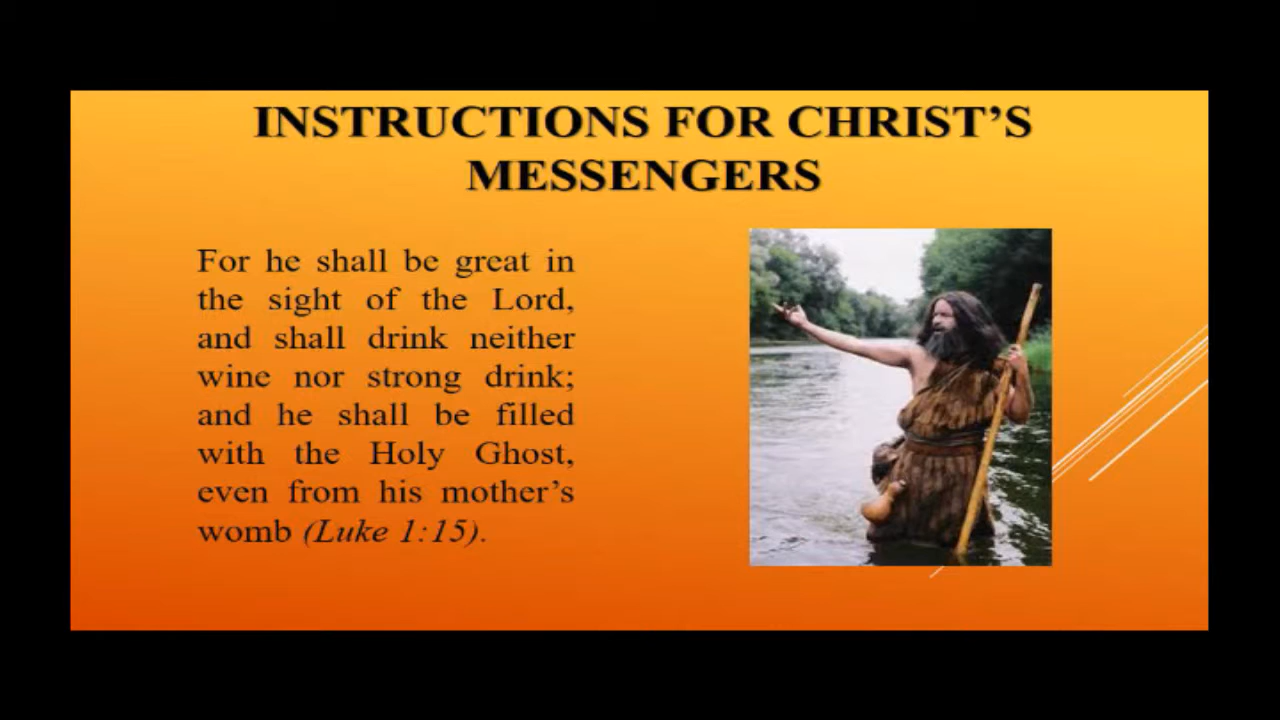 INSTRUCTIONS FOR CHRIST’S
MESSENGERS
For he shall be great in
the sight of the Lord,
and shall drink neither
wine nor strong drink;
and he shall be filled
with the Holy Ghost,
even from his mother’s
womb (Luke 1:15).